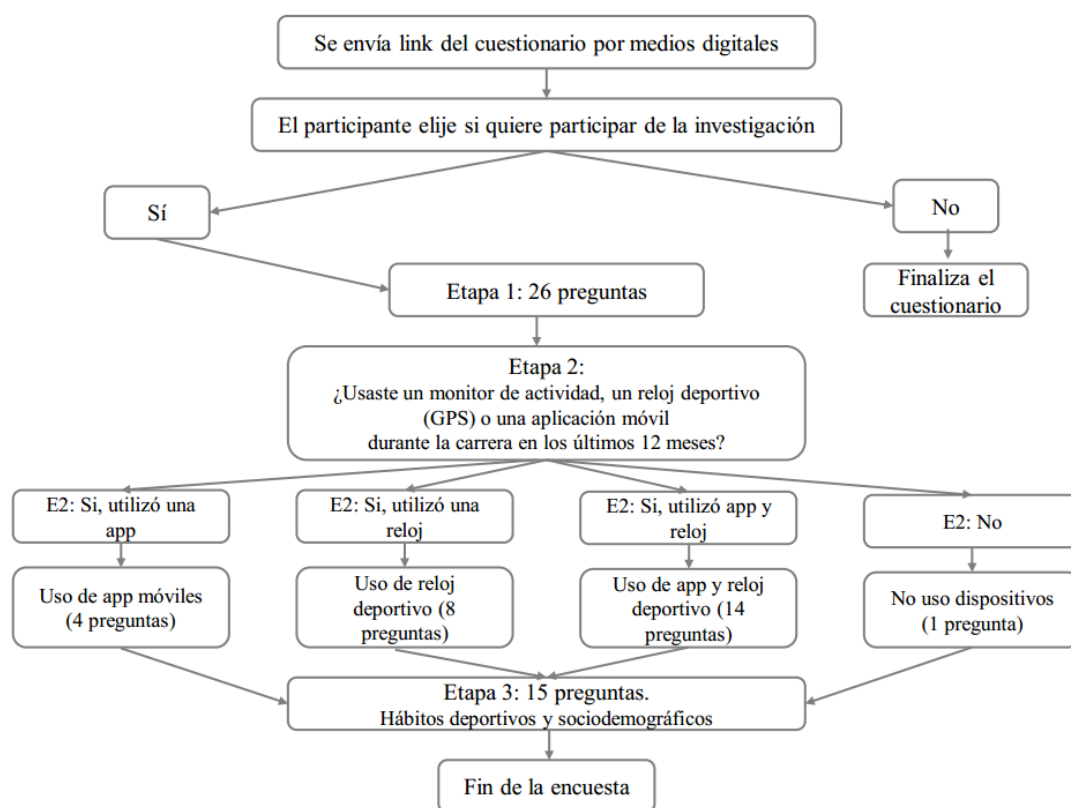 Se envía link del cuestionario por medios digitales
El participante elije si quiere participar de la investigación
Sí
No
Finaliza el
cuestionario
Etapa 1: 26 preguntas
Etapa 2:
¿Usaste un monitor de actividad, un reloj deportivo
(GPS) o una aplicación móvil
durante la carrera en los últimos 12 meses?
E2: Si, utilizó una
app
E2: Si, utilizó una
reloj
E2: Si, utilizó app y
reloj
E2: No
Uso de app móviles
(4 preguntas)
Uso de reloj
deportivo (8
preguntas)
Uso de app y reloj
deportivo (14
preguntas)
No uso dispositivos
(1 pregunta)
Etapa 3: 15 preguntas.
Hábitos deportivos y sociodemográficos
Fin de la encuesta